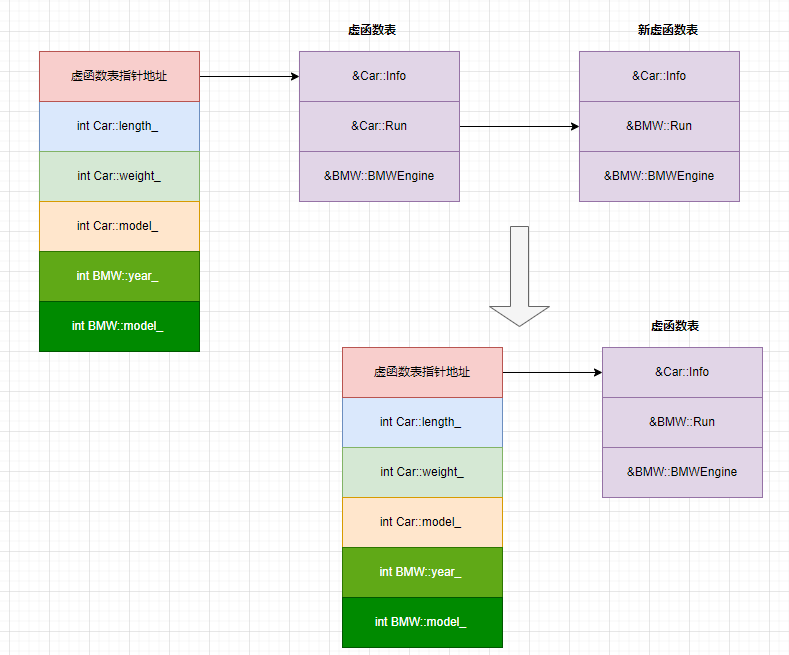 虚函数表
新虚函数表
虚函数表指针地址
&Car::Info
&Car::Info
int Car::length_
&Car::Run
&BMW::Run
int Car::weight_
&BMW::BMWEngine
&BMW::BMWEngine
int Car::model_
int BMW::year_
int BMW::model_
虚函数表
虚函数表指针地址
&Car::Info
int Car::length_
&BMW::Run
int Car::weight_
&BMW::BMWEngine
int Car::model_
int BMW::year_
int BMW::model_